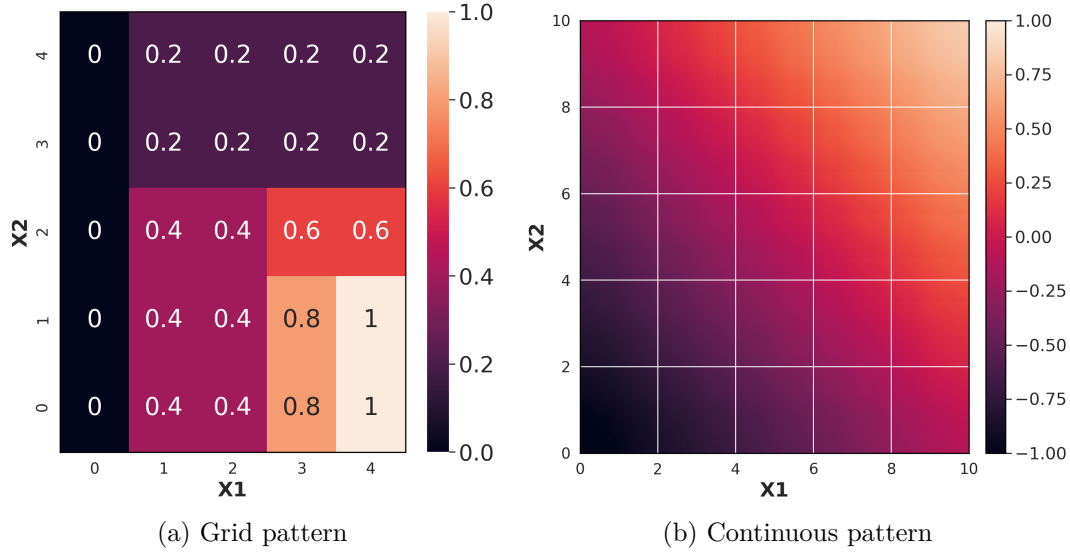 4 0 0.2 0.2 0.2 0.2
3 0 0.2 0.2 0.2 0.2
2 0 0.4 0.4 0.6 0.6
1 0 0.4 0.4 0.8 1
0 0 0.4 0.4 0.8 1
0 1 2 3 4
X1
X2
1.0
0.8
0.6
0.4
0.2
0.0
(a) Grid pattern
10
8
6
4
2
0
0 2 4 6 8 10
X1
X2
1.00
0.75
0.50
0.25
0.00
−0.25
−0.50
−0.75
−1.00
(b) Continuous pattern